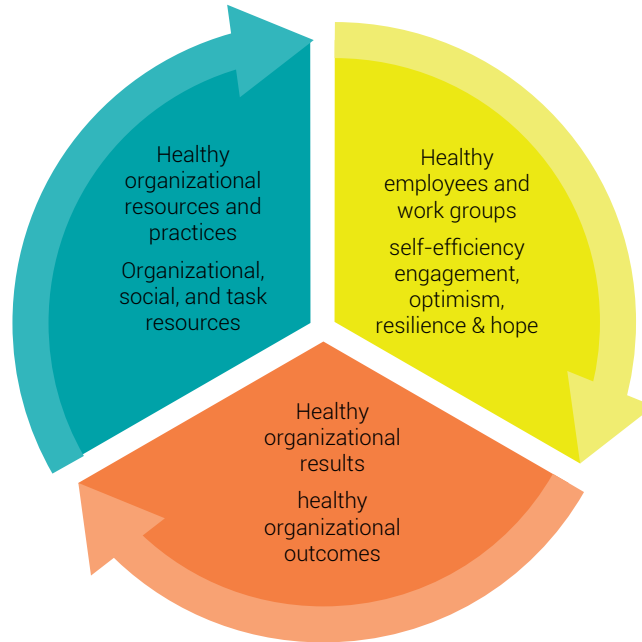 Healthy
organizational
resources and
practices
Organizational,
social, and task
resources
Healthy
employees and
work groups
self-efficiency
engagement,
optimism,
resilience & hope
Healthy
organizational
results
healthy
organizational
outcomes